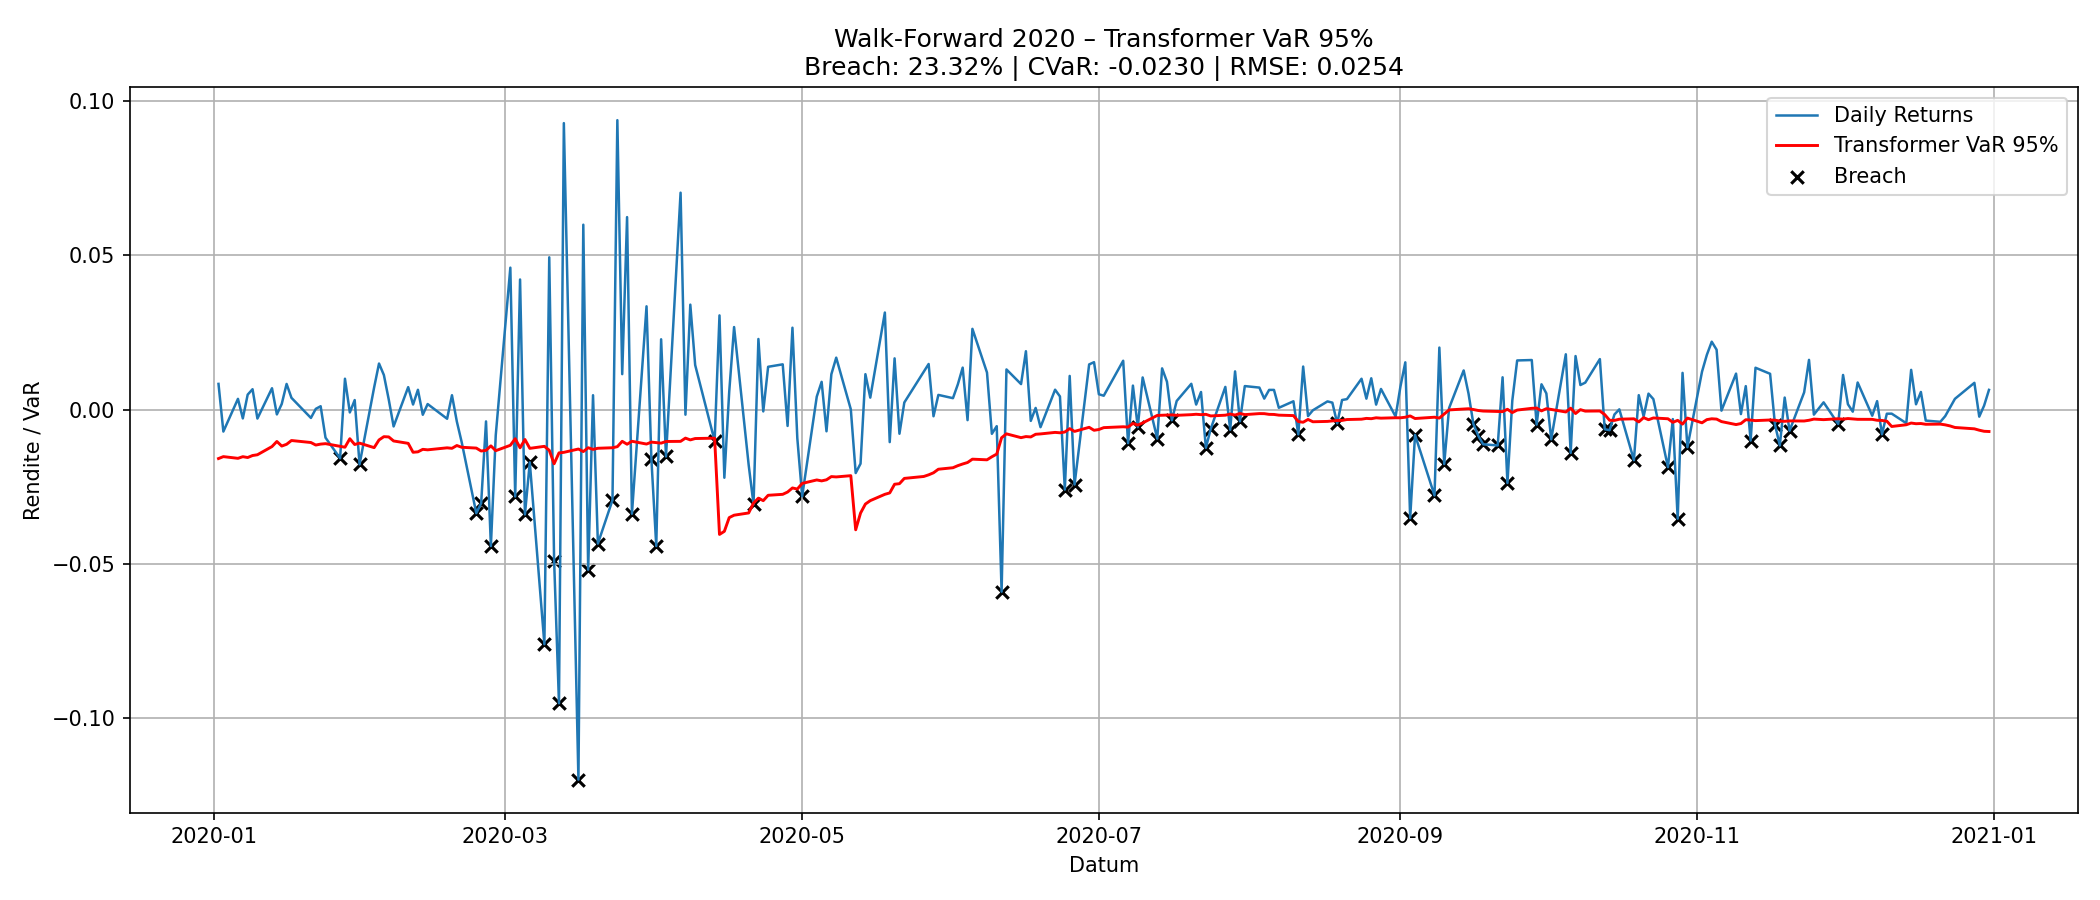 Walk-Forward 2020 – Transformer VaR 95%
Breach: 23.32% | CVaR: -0.0230 | RMSE: 0.0254
Daily Returns
Transformer VaR 95%
Breach
Rendite / VaR
0.10
0.05
0.00
−0.05
−0.10
2020-01 2020-03 2020-05 2020-07 2020-09 2020-11 2021-01
Datum